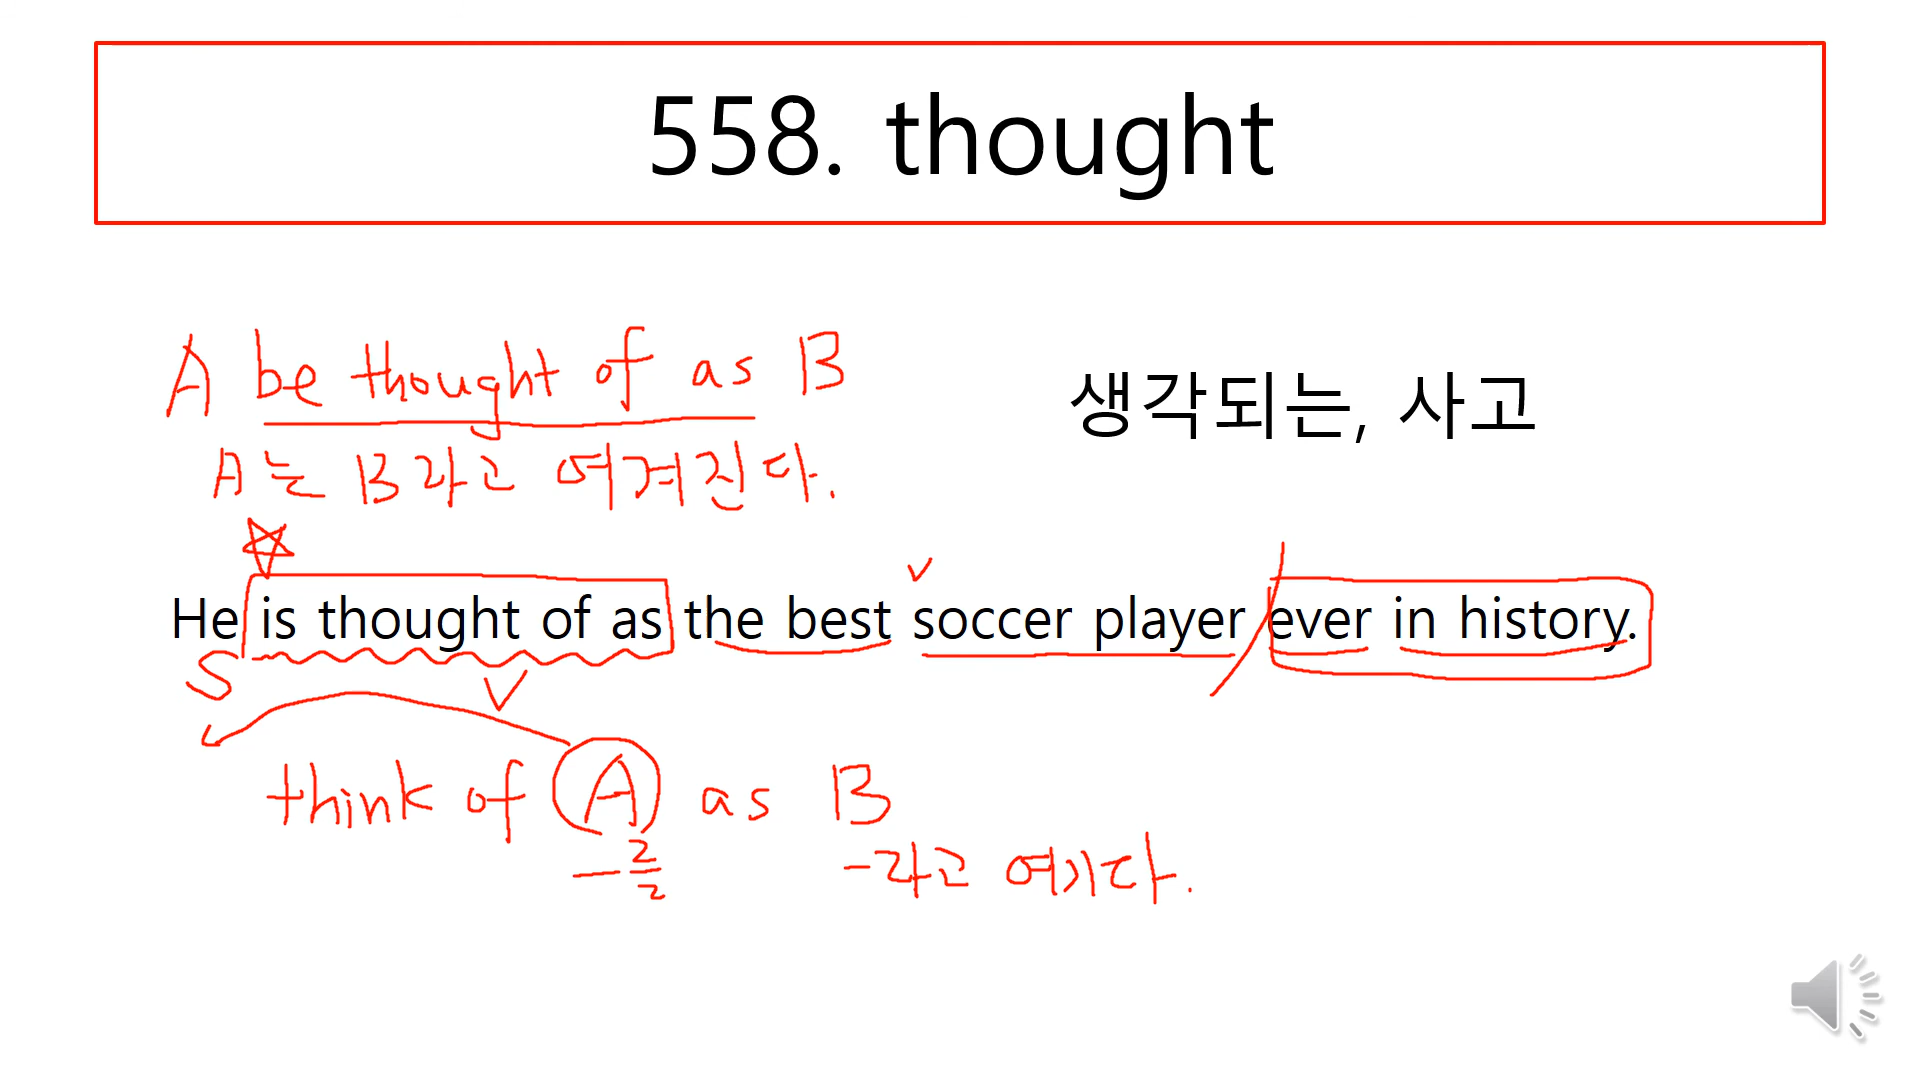 558. thought
A be thought of as B
생각되는, 사고
A는 B라고 여겨진다.
He is thought of as the best soccer player ever in history.
S V
think of A as B
-를 -라고 여기다.